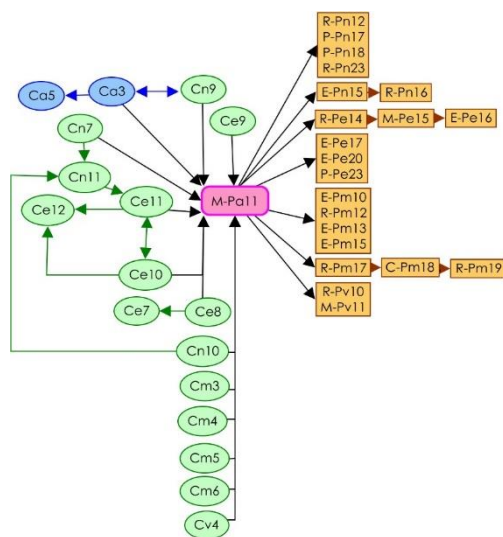 R-Pn12
P-Pn17
P-Pn18
R-Pn23
Ca5
Ca3
Cn9
E-Pn15
R-Pn16
Cn7
Ce9
R-Pe14
M-Pe15
E-Pe16
Cn11
E-Pe17
E-Pe20
P-Pe23
Ce12
Ce11
M-Pa11
E-Pm10
R-Pm12
E-Pm13
E-Pm15
Ce10
R-Pm17
C-Pm18
R-Pm19
Ce7
Ce8
R-Pv10
M-Pv11
Cn10
Cm3
Cm4
Cm5
Cm6
Cv4